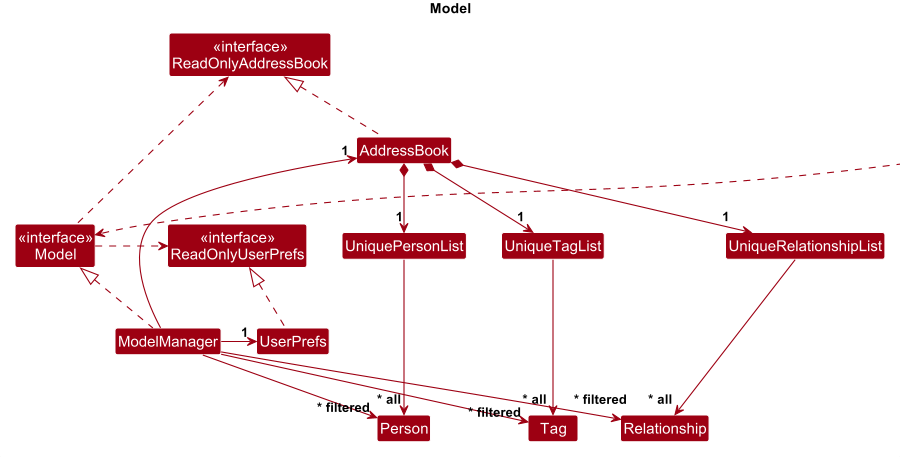 Model
«interface»
ReadOnlyAddressBook
1
AddressBook
1
1
1
«interface»
Model
«interface»
ReadOnlyUserPrefs
UniquePersonList
UniqueTagList
UniqueRelationshipList
ModelManager
1
UserPrefs
* filtered
* all
* filtered
* all
* filtered
* all
Person
Tag
Relationship